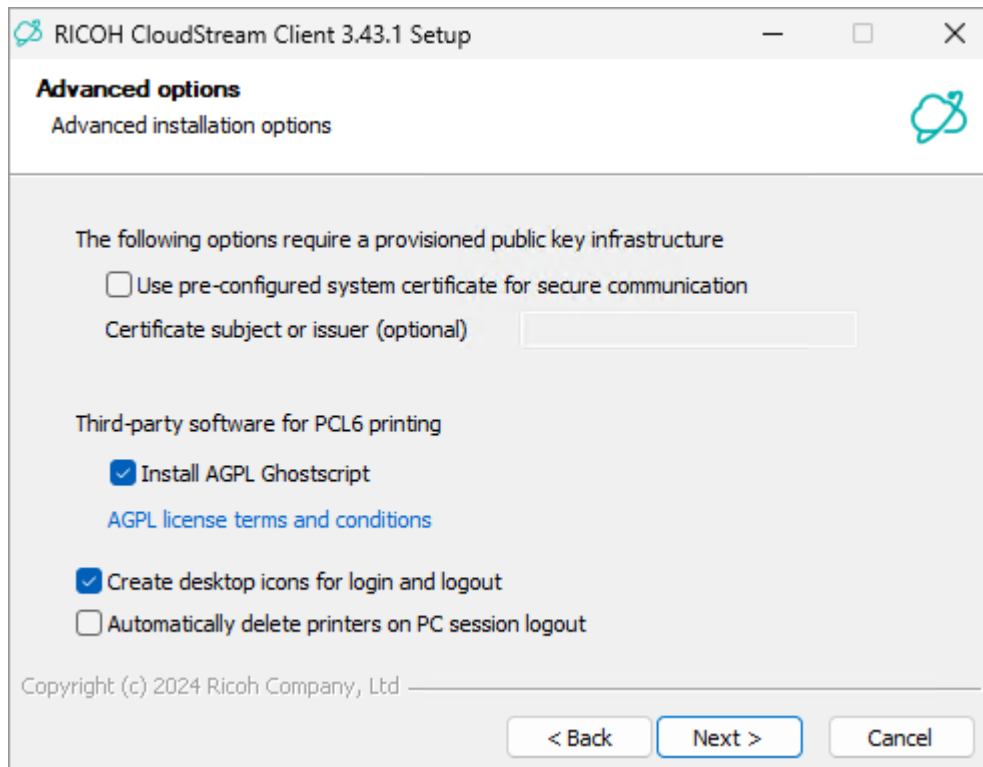 RICOH CloudStream Client 3.43.1 Setup
Advanced options
Advanced installation options
The following options require a provisioned public key infrastructure
Use pre-configured system certificate for secure communication
Certificate subject or issuer (optional)
Third-party software for PCL6 printing
Install AGPL Ghostscript
AGPL license terms and conditions
Create desktop icons for login and logout
Automatically delete printers on PC session logout
Copyright (c) 2024 Ricoh Company, Ltd
< Back Next > Cancel